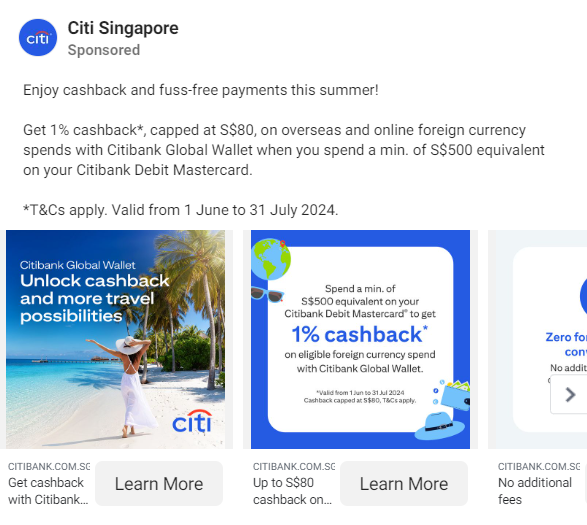 citi
Citi Singapore
Sponsored
Enjoy cashback and fuss-free payments this summer!
Get 1% cashback*, capped at S$80, on overseas and online foreign currency
spends with Citibank Global Wallet when you spend a min. of S$500 equivalent
on your Citibank Debit Mastercard.
*T&Cs apply. Valid from 1 June to 31 July 2024.
Citibank Global Wallet
Unlock cashback
and more travel
possibilities
citi
Spend a min. of
S$500 equivalent on your
Citibank Debit Mastercard® to get
1% cashback*
on eligible foreign currency spend
with Citibank Global Wallet.
*Valid from 1 Jun to 31 Jul 2024
Cashback capped at S$80, T&Cs apply.
Zero for
con
No addit
CITIBANK.COM.SG
Get cashback
with Citibank...
Learn More
CITIBANK.COM.SG
Up to S$80
cashback on...
Learn More
CITIBANK.COM.SG
No additional
fees